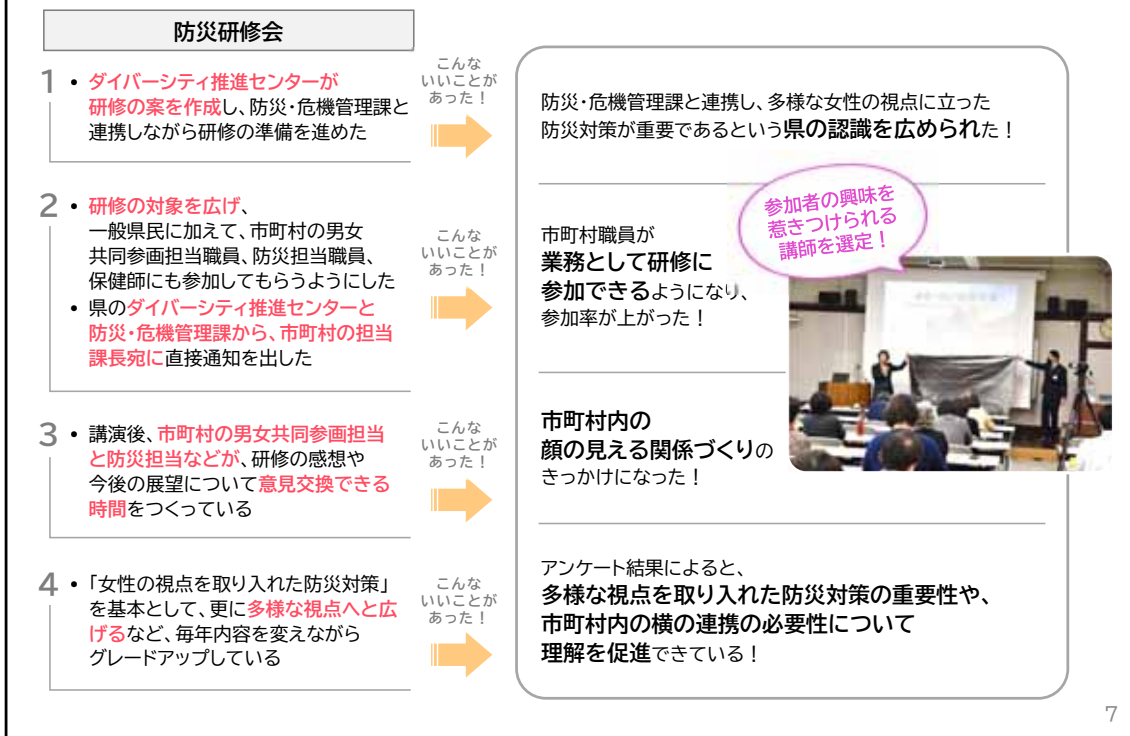 防災研修会
1
• ダイバーシティ推進センターが
研修の案を作成し、防災・危機管理課と
連携しながら研修の準備を進めた
こんな
いいことが
あった！
防災・危機管理課と連携し、多様な女性の視点に立った
防災対策が重要であるという県の認識を広められた！
2
• 研修の対象を広げ、
一般県民に加えて、市町村の男女
共同参画担当職員、防災担当職員、
保健師にも参加してもらうようにした
• 県のダイバーシティ推進センターと
防災・危機管理課から、市町村の担当
課長宛に直接通知を出した
こんな
いいことが
あった！
市町村職員が
業務として研修に
参加できるようになり、
参加率が上がった！
参加者の興味を
惹きつけられる
講師を選定！
3
• 講演後、市町村の男女共同参画担当
と防災担当などが、研修の感想や
今後の展望について意見交換できる
時間をつくっている
こんな
いいことが
あった！
市町村内の
顔の見える関係づくりの
きっかけになった！
4
• 「女性の視点を取り入れた防災対策」
を基本として、更に多様な視点へと広
げるなど、毎年内容を変えながら
グレードアップしている
こんな
いいことが
あった！
アンケート結果によると、
多様な視点を取り入れた防災対策の重要性や、
市町村内の横の連携の必要性について
理解を促進できている！
7